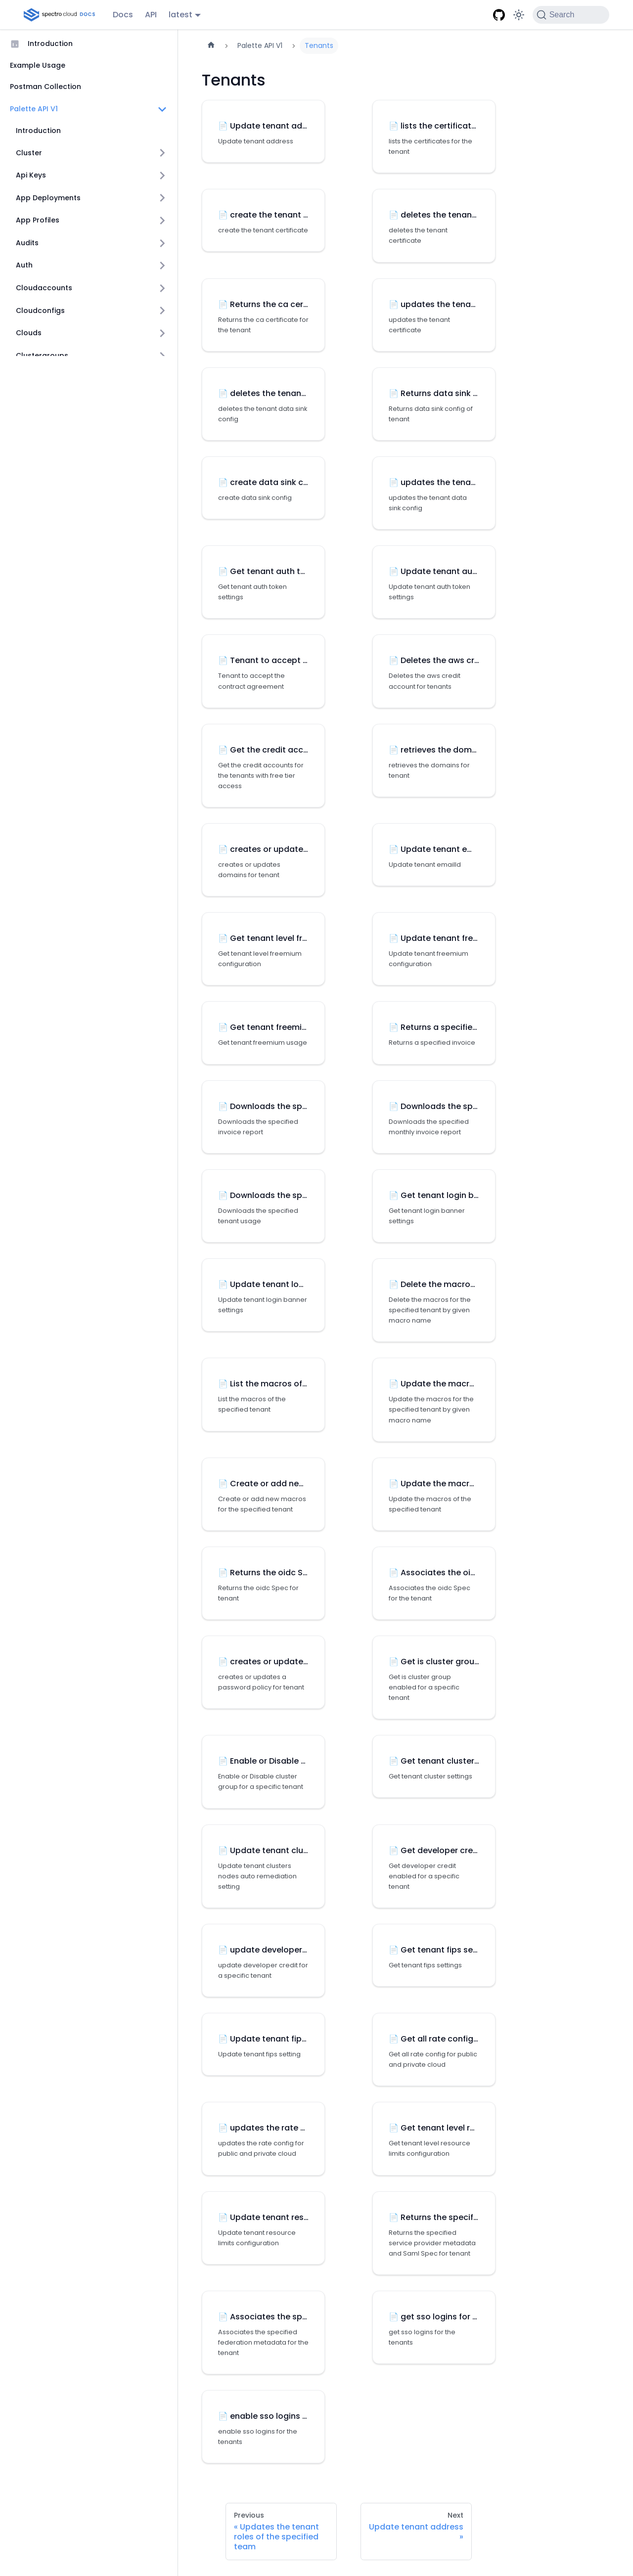 spectro cloud DOCS Docs API latest Search
Introduction
Example Usage
Postman Collection
Palette API V1
Introduction
Cluster
Api Keys
App Deployments
App Profiles
Audits
Auth
Cloudaccounts
Cloudconfigs
Clouds
Clustergroups
Palette API V1 Tenants
Tenants
Update tenant ad...
Update tenant address
lists the certificat...
lists the certificates for the
tenant
create the tenant ...
create the tenant certificate
deletes the tenan...
deletes the tenant
certificate
Returns the ca cer...
Returns the ca certificate for
the tenant
updates the tena...
updates the tenant
certificate
deletes the tenan...
deletes the tenant data sink
config
Returns data sink ...
Returns data sink config of
tenant
create data sink c...
create data sink config
updates the tena...
updates the tenant data
sink config
Get tenant auth t...
Get tenant auth token
settings
Update tenant au...
Update tenant auth token
settings
Tenant to accept ...
Tenant to accept the
contract agreement
Deletes the aws cr...
Deletes the aws credit
account for tenants
Get the credit acc...
Get the credit accounts for
the tenants with free tier
access
retrieves the dom...
retrieves the domains for
tenant
creates or update...
creates or updates
domains for tenant
Update tenant e...
Update tenant emailId
Get tenant level fr...
Get tenant level freemium
configuration
Update tenant fre...
Update tenant freemium
configuration
Get tenant freemi...
Get tenant freemium usage
Returns a specifie...
Returns a specified invoice
Downloads the sp...
Downloads the specified
invoice report
Downloads the sp...
Downloads the specified
monthly invoice report
Downloads the sp...
Downloads the specified
tenant usage
Get tenant login b...
Get tenant login banner
settings
Update tenant lo...
Update tenant login banner
settings
Delete the macro...
Delete the macros for the
specified tenant by given
macro name
List the macros of...
List the macros of the
specified tenant
Update the macr...
Update the macros for the
specified tenant by given
macro name
Create or add ne...
Create or add new macros
for the specified tenant
Update the macr...
Update the macros of the
specified tenant
Returns the oidc S...
Returns the oidc Spec for
tenant
Associates the oi...
Associates the oidc Spec
for the tenant
creates or update...
creates or updates a
password policy for tenant
Get is cluster grou...
Get is cluster group
enabled for a specific
tenant
Enable or Disable ...
Enable or Disable cluster
group for a specific tenant
Get tenant cluster...
Get tenant cluster settings
Update tenant clu...
Update tenant clusters
nodes auto remediation
setting
Get developer cre...
Get developer credit
enabled for a specific
tenant
update developer...
update developer credit for
a specific tenant
Get tenant fips se...
Get tenant fips settings
Update tenant fip...
Update tenant fips setting
Get all rate config...
Get all rate config for public
and private cloud
updates the rate ...
updates the rate config for
public and private cloud
Get tenant level r...
Get tenant level resource
limits configuration
Update tenant res...
Update tenant resource
limits configuration
Returns the specif...
Returns the specified
service provider metadata
and Saml Spec for tenant
Associates the sp...
Associates the specified
federation metadata for the
tenant
get sso logins for ...
get sso logins for the
tenants
enable sso logins ...
enable sso logins for the
tenants
Previous
« Updates the tenant
roles of the specified
team
Next
Update tenant address
»